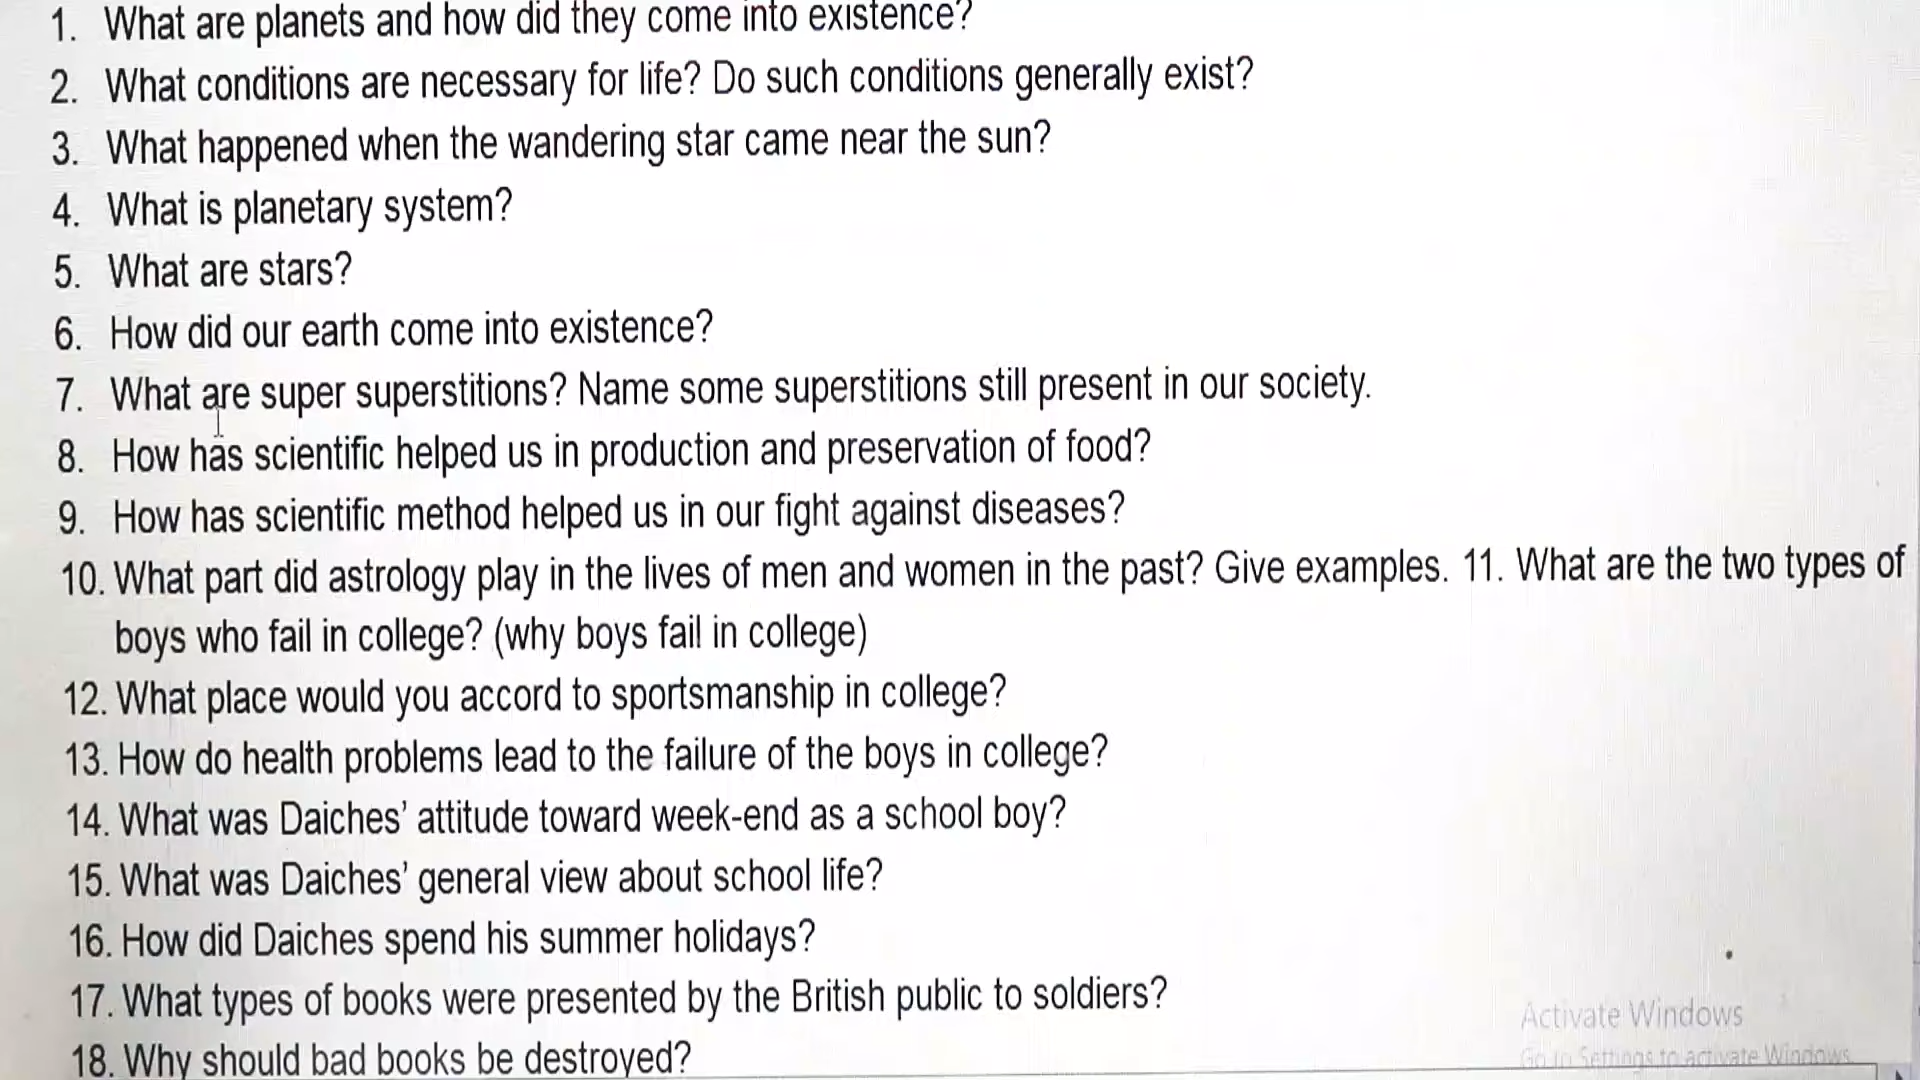 1. What are planets and how did they come into existence?
2. What conditions are necessary for life? Do such conditions generally exist?
3. What happened when the wandering star came near the sun?
4. What is planetary system?
5. What are stars?
6. How did our earth come into existence?
7. What are super superstitions? Name some superstitions still present in our society.
8. How has scientific helped us in production and preservation of food?
9. How has scientific method helped us in our fight against diseases?
10. What part did astrology play in the lives of men and women in the past? Give examples. 11. What are the two types of
boys who fail in college? (why boys fail in college)
12. What place would you accord to sportsmanship in college?
13. How do health problems lead to the failure of the boys in college?
14. What was Daiches’ attitude toward week-end as a school boy?
15. What was Daiches’ general view about school life?
16. How did Daiches spend his summer holidays?
17. What types of books were presented by the British public to soldiers?
18. Why should bad books be destroyed?
Activate Windows
Go to Settings to activate Windows.